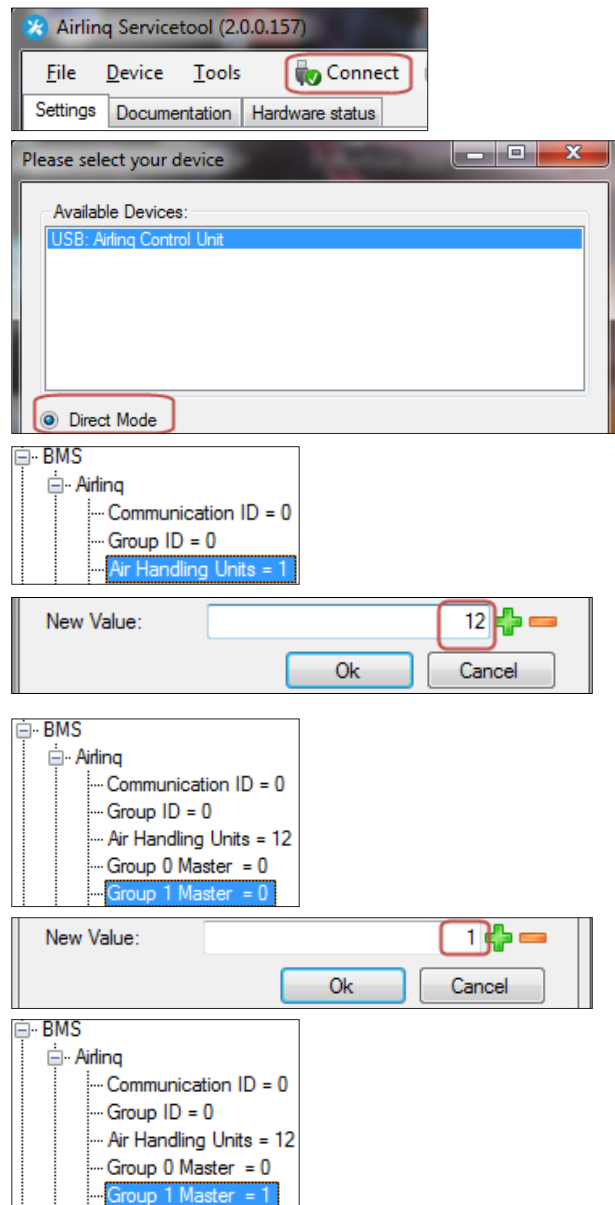 Airlinq Servicetool (2.0.0.157)
File Device Tools Connect
Settings Documentation Hardware status
Please select your device
Available Devices:
USB: Airlinq Control Unit
Direct Mode
BMS
Airlinq
Communication ID = 0
Group ID = 0
Air Handling Units = 1
New Value: 12
Ok Cancel
BMS
Airlinq
Communication ID = 0
Group ID = 0
Air Handling Units = 12
Group 0 Master = 0
Group 1 Master = 0
New Value: 1
Ok Cancel
BMS
Airlinq
Communication ID = 0
Group ID = 0
Air Handling Units = 12
Group 0 Master = 0
Group 1 Master = 1